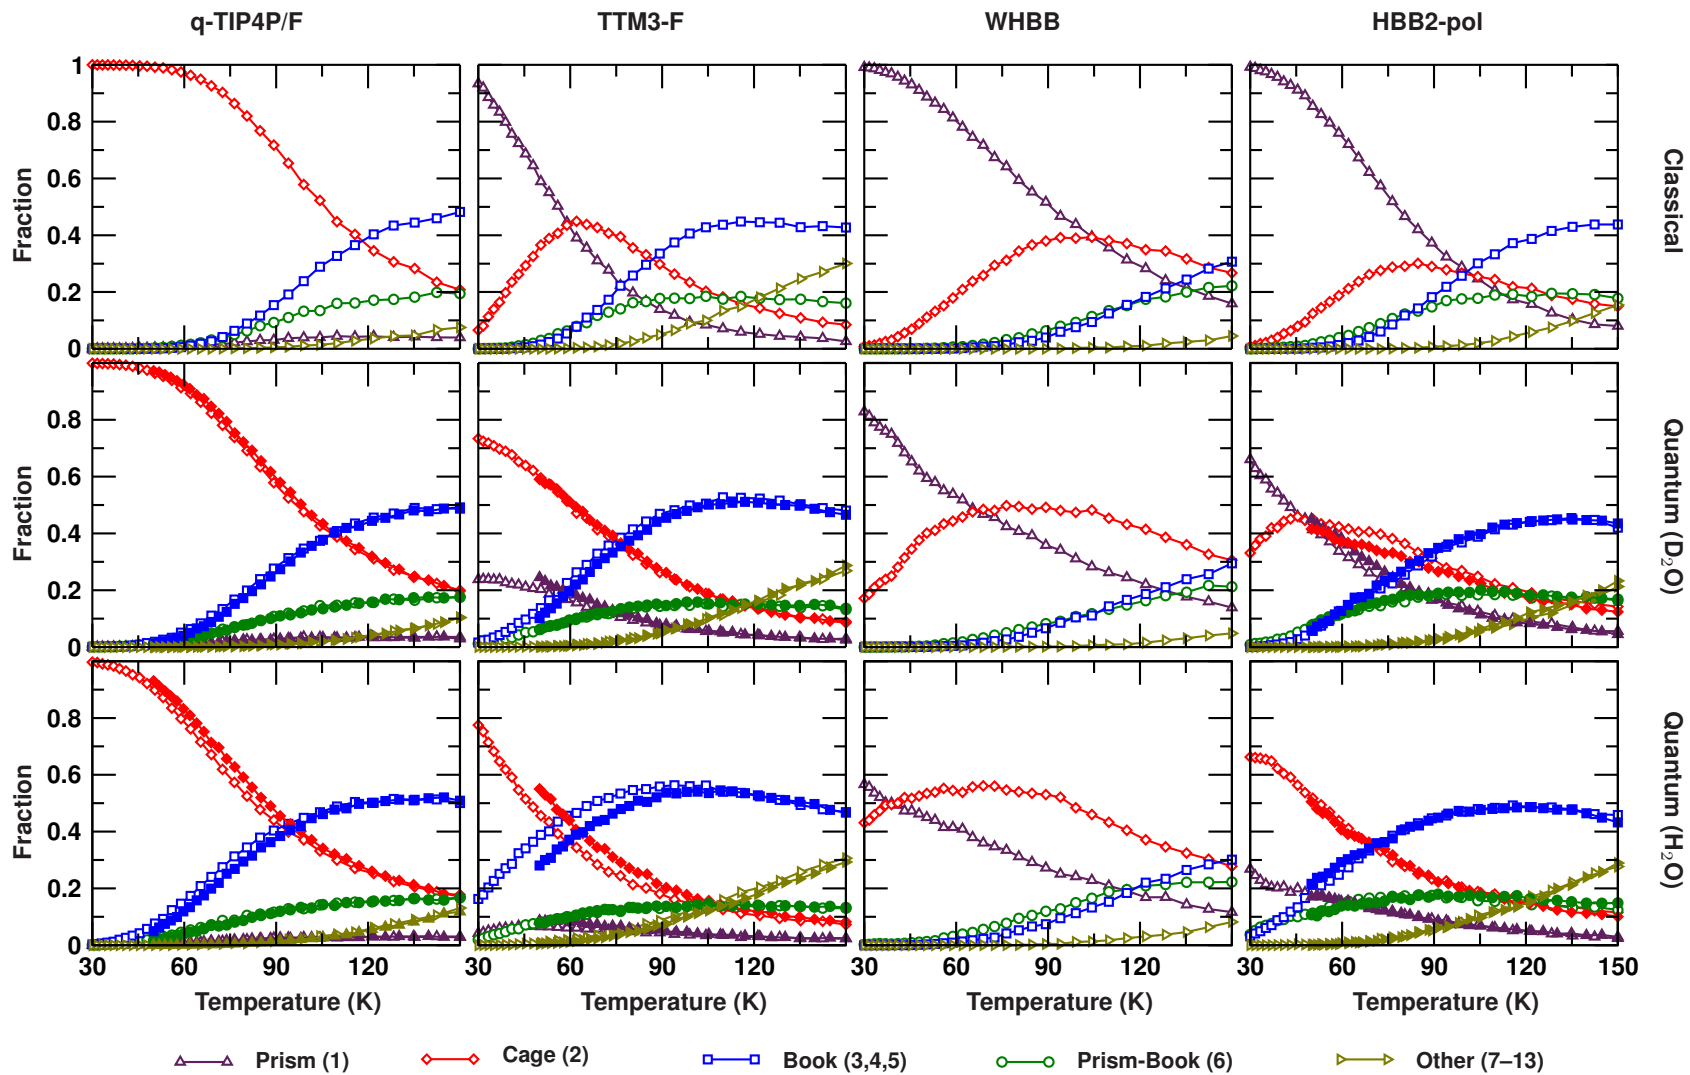 q-TIP4P/F TTM3-F WHBB HBB2-pol
1
0.8
0.6
0.4
0.2
0
Fraction
Classical
0.8
0.6
0.4
0.2
0
Fraction
Quantum (D₂O)
0.8
0.6
0.4
0.2
0
Fraction
Quantum (H₂O)
30 60 90 120 30 60 90 120 30 60 90 120 30 60 90 120 150
Temperature (K) Temperature (K) Temperature (K) Temperature (K)
Prism (1) Cage (2) Book (3,4,5) Prism-Book (6) Other (7–13)